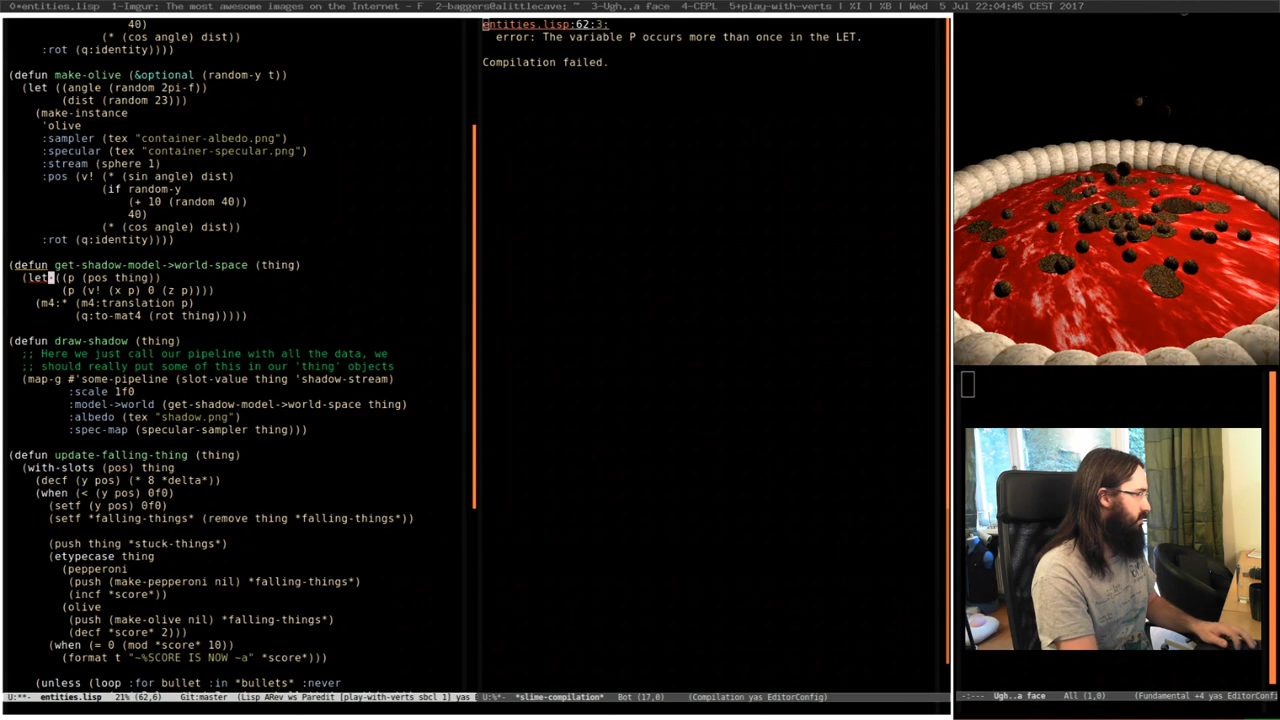 0*entities.lisp 1-Imgur: The most awesome images on the Internet - F 2-baggers@alittlecave: ~ 3-Ugh..a face 4-CEPL 5+play-with-verts | %I | %B | Wed 5 Jul 22:04:45 CEST 2017
40)
(* (cos angle) dist))
:rot (q:identity))))
(defun make-olive (&optional (random-y t))
(let ((angle (random 2pi-f))
(dist (random 23)))
(make-instance
'olive
:sampler (tex "container-albedo.png")
:specular (tex "container-specular.png")
:stream (sphere 1)
:pos (v! (* (sin angle) dist)
(if random-y
(+ 10 (random 40))
40)
(* (cos angle) dist))
:rot (q:identity))))
(defun get-shadow-model->world-space (thing)
(let ((p (pos thing))
(p (v! (x p) 0 (z p))))
(m4:* (m4:translation p)
(q:to-mat4 (rot thing)))))
(defun draw-shadow (thing)
;; Here we just call our pipeline with all the data, we
;; should really put some of this in our 'thing' objects
(map-g #'some-pipeline (slot-value thing 'shadow-stream)
:scale 1f0
:model->world (get-shadow-model->world-space thing)
:albedo (tex "shadow.png")
:spec-map (specular-sampler thing)))
(defun update-falling-thing (thing)
(with-slots (pos) thing
(decf (y pos) (* 8 *delta*))
(when (< (y pos) 0f0)
(setf (y pos) 0f0)
(setf *falling-things* (remove thing *falling-things*))
(push thing *stuck-things*)
(etypecase thing
(pepperoni
(push (make-pepperoni nil) *falling-things*)
(incf *score*))
(olive
(push (make-olive nil) *falling-things*)
(decf *score* 2)))
(when (= 0 (mod *score* 10))
(format t "~%SCORE IS NOW ~a" *score*)))
(unless (loop :for bullet :in *bullets* :never
U:**- entities.lisp 21% (62,6) Git:master (Lisp ARev Ws Paredit [play-with-verts sbcl 1] yas E
entities.lisp:62:3:
error: The variable P occurs more than once in the LET.
Compilation failed.
U:%*- *slime-compilation* Bot (17,0) (Compilation yas EditorConfig)
-:--- Ugh..a face All (1,0) (Fundamental +4 yas EditorConfi